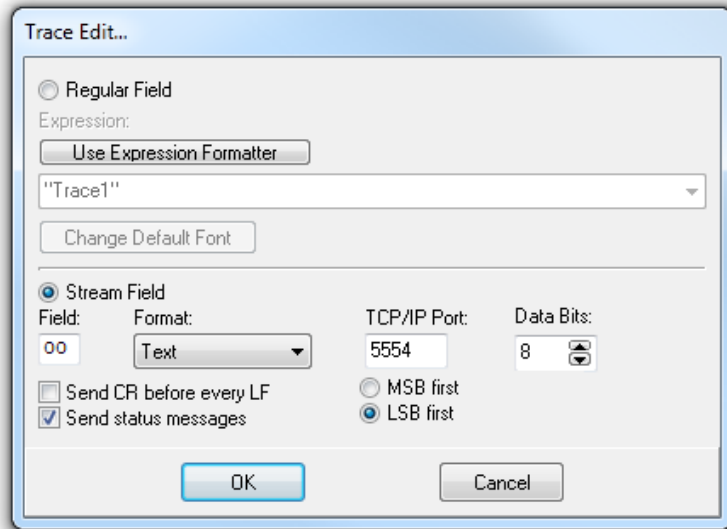 Trace Edit...
Regular Field
Expression:
Use Expression Formatter
"Trace1"
Change Default Font
Stream Field
Field: Format: TCP/IP Port: Data Bits:
00 Text 5554 8
Send CR before every LF MSB first
Send status messages LSB first
OK Cancel